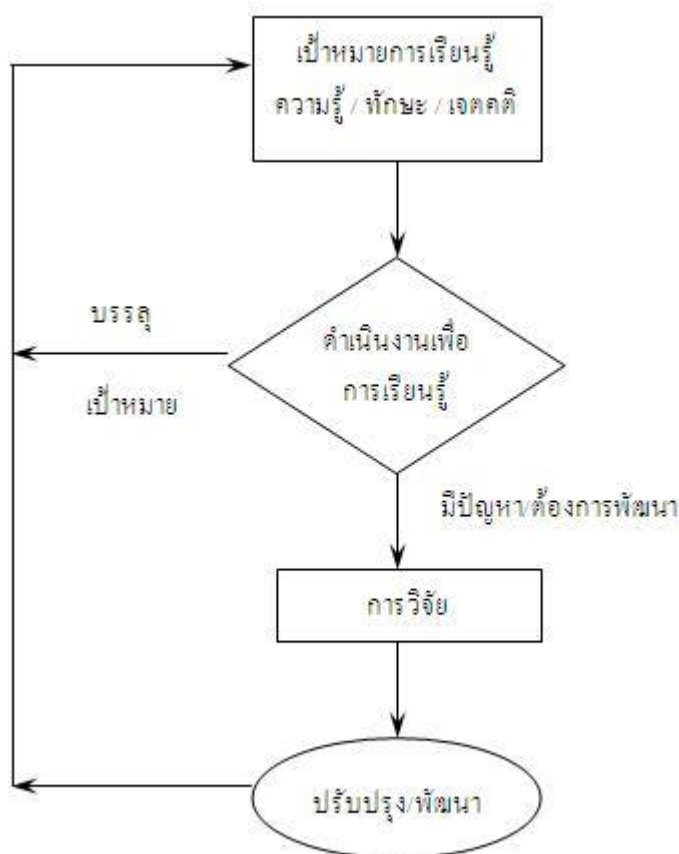 เป้าหมายการเรียนรู้
ความรู้ / ทักษะ / เจตคติ
บรรลุ
เป้าหมาย
ดำเนินงานเพื่อ
การเรียนรู้
มีปัญหา/ต้องการพัฒนา
การวิจัย
ปรับปรุง/พัฒนา